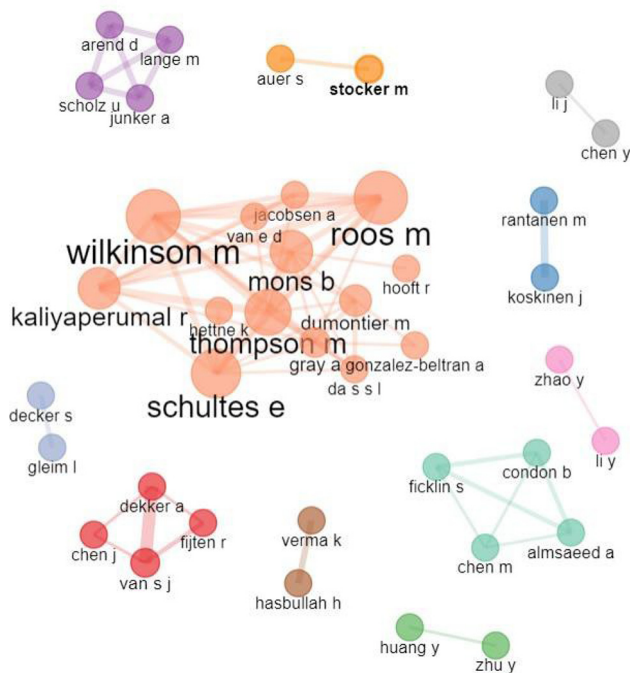 arend d
lange m
scholz u
junker a
auer s
stocker m
li j
chen y
jacobsen a
van e d
wilkinson m
roos m
rantanen m
mons b
hooft r
koskinen j
kaliyaperumal r
hettne k
dumontier m
thompson m
gray a
gonzalez-beltran a
da s s l
schultes e
zhao y
li y
decker s
gleim l
dekker a
chen j
fijten r
van s j
verma k
hasbullah h
ficklin s
condon b
chen m
almsaeed a
huang y
zhu y